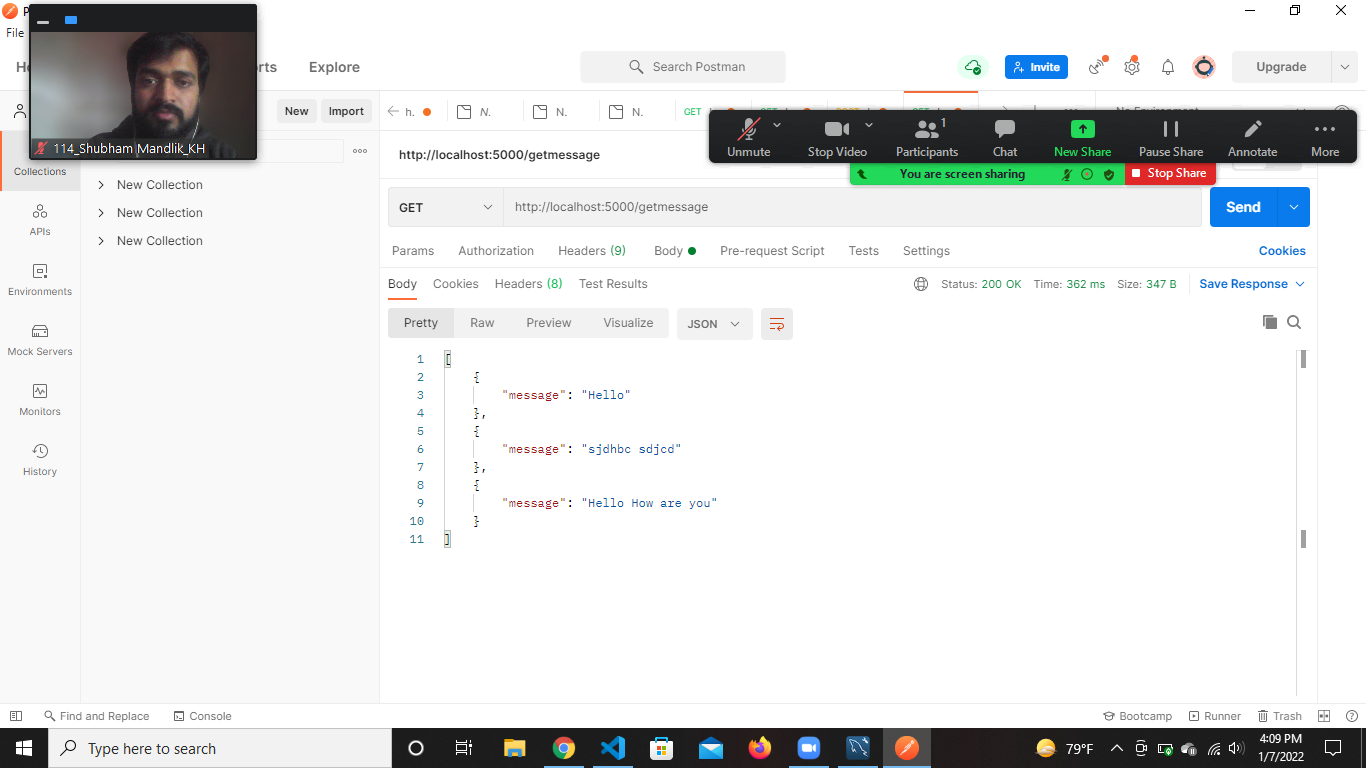 File
114_Shubham Mandlik_KH
Explore
Search Postman
Invite
Upgrade
New
Import
h.
N.
N.
N.
GET
Unmute
Stop Video
Participants
1
Chat
New Share
Pause Share
Annotate
More
You are screen sharing
Stop Share
http://localhost:5000/getmessage
GET
http://localhost:5000/getmessage
Send
Collections
New Collection
New Collection
New Collection
APIs
Environments
Mock Servers
Monitors
History
Params
Authorization
Headers (9)
Body
Pre-request Script
Tests
Settings
Cookies
Body
Cookies
Headers (8)
Test Results
Status: 200 OK
Time: 362 ms
Size: 347 B
Save Response
Pretty
Raw
Preview
Visualize
JSON
1 [
2 {
3 "message": "Hello"
4 },
5 {
6 "message": "sjdhbc sdjcd"
7 },
8 {
9 "message": "Hello How are you"
10 }
11 ]
Find and Replace
Console
Bootcamp
Runner
Trash
Type here to search
79°F
4:09 PM
1/7/2022